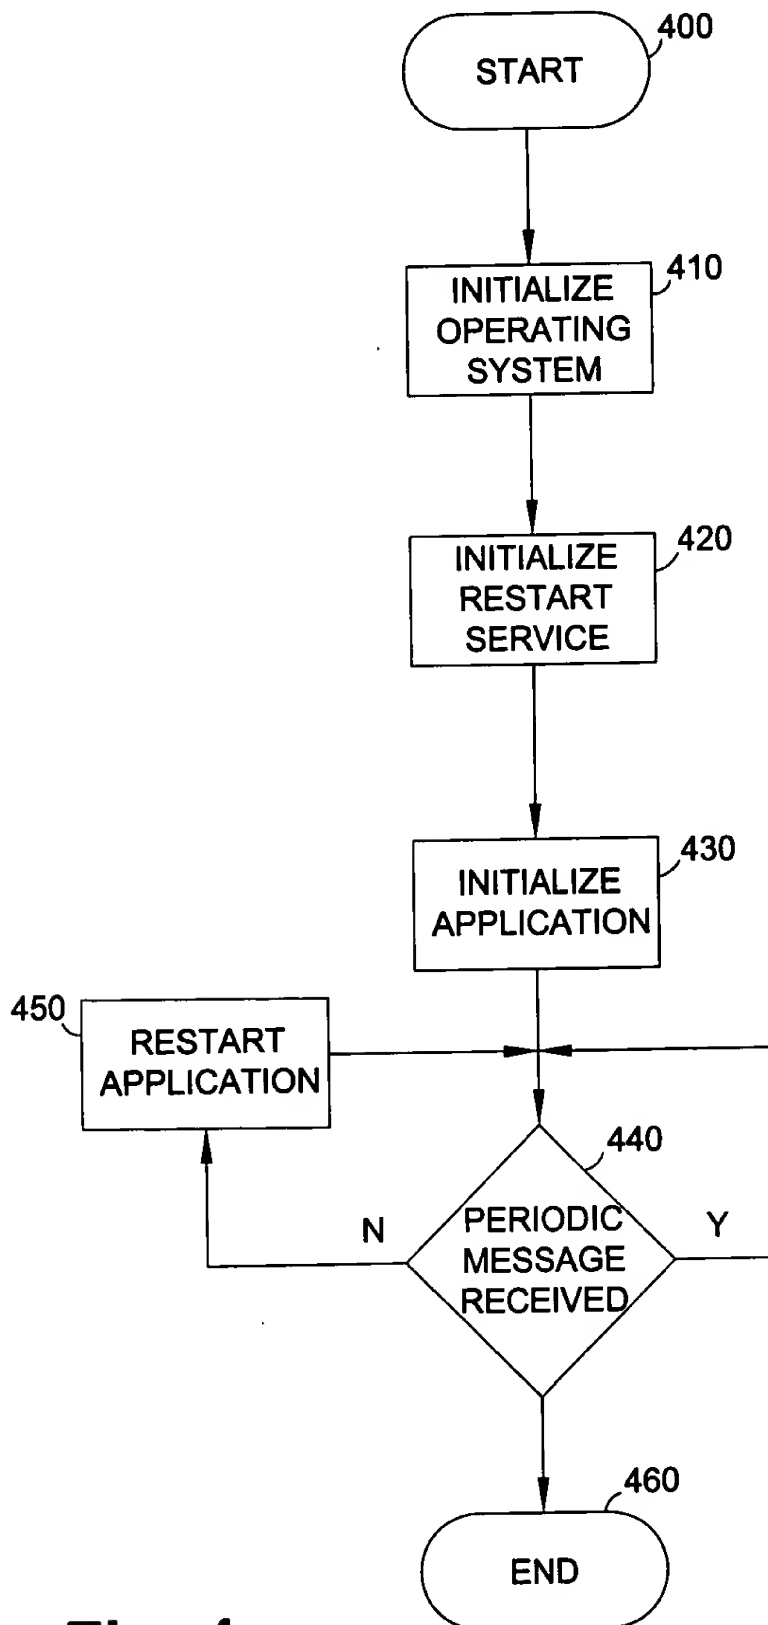 400
START
410
INITIALIZE
OPERATING
SYSTEM
420
INITIALIZE
RESTART
SERVICE
430
INITIALIZE
APPLICATION
450
RESTART
APPLICATION
440
N
PERIODIC
MESSAGE
RECEIVED
Y
460
END